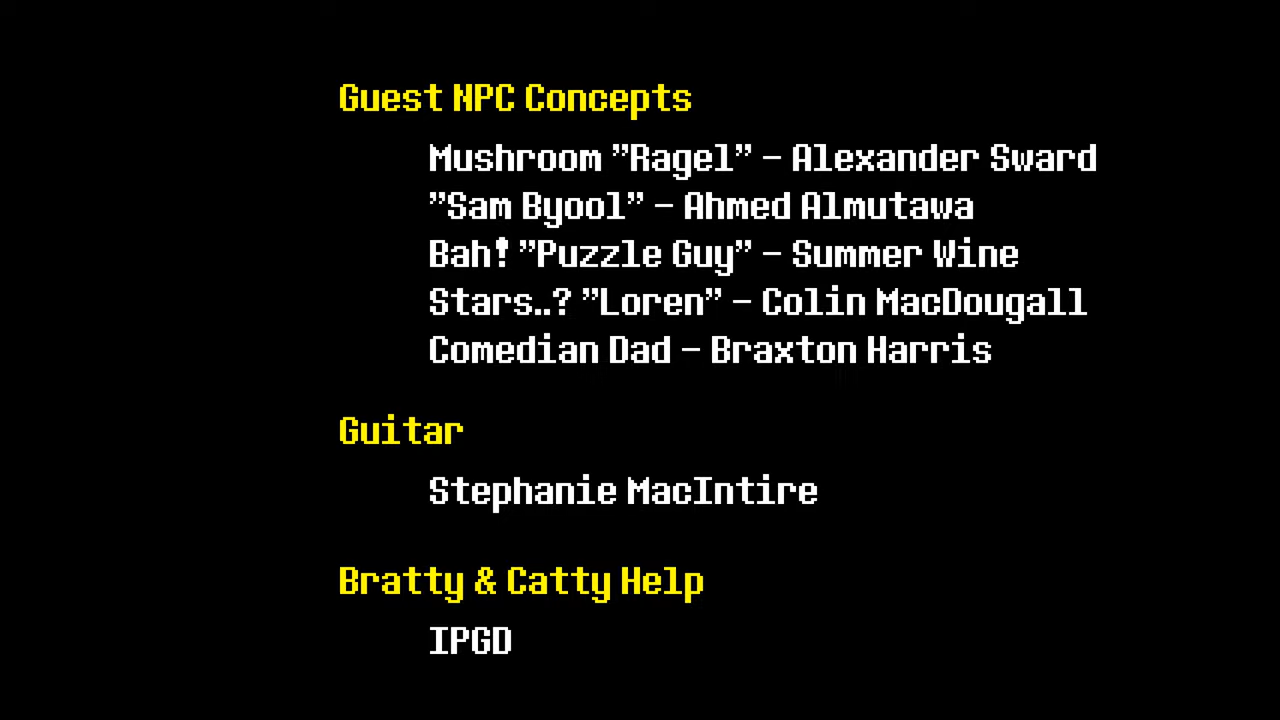 Guest NPC Concepts
Mushroom "Ragel" - Alexander Sward
"Sam Byool" - Ahmed Almutawa
Bah! "Puzzle Guy" - Summer Wine
Stars..? "Loren" - Colin MacDougall
Comedian Dad - Braxton Harris
Guitar
Stephanie MacIntire
Bratty & Catty Help
IPGD